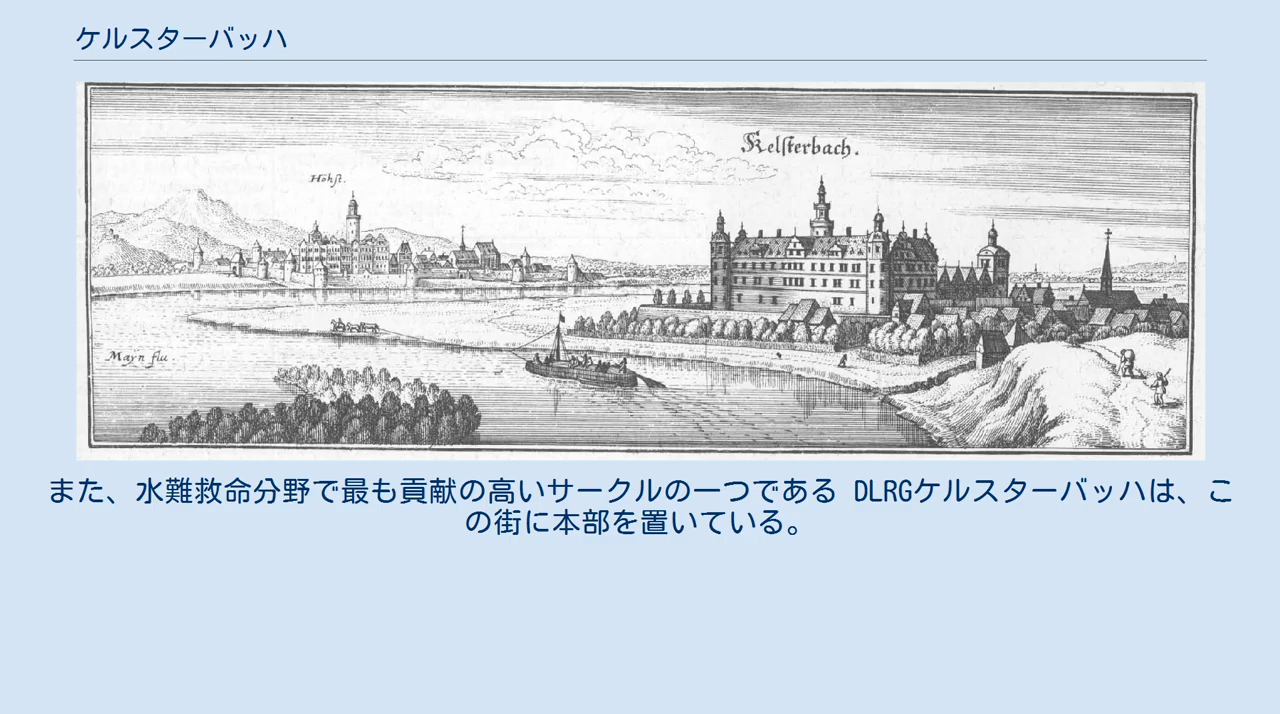 ケルスターバッハ
Kelsterbach.
Höhst.
Mayn flu.
また、水難救命分野で最も貢献の高いサークルの一つである DLRGケルスターバッハは、こ
の街に本部を置いている。